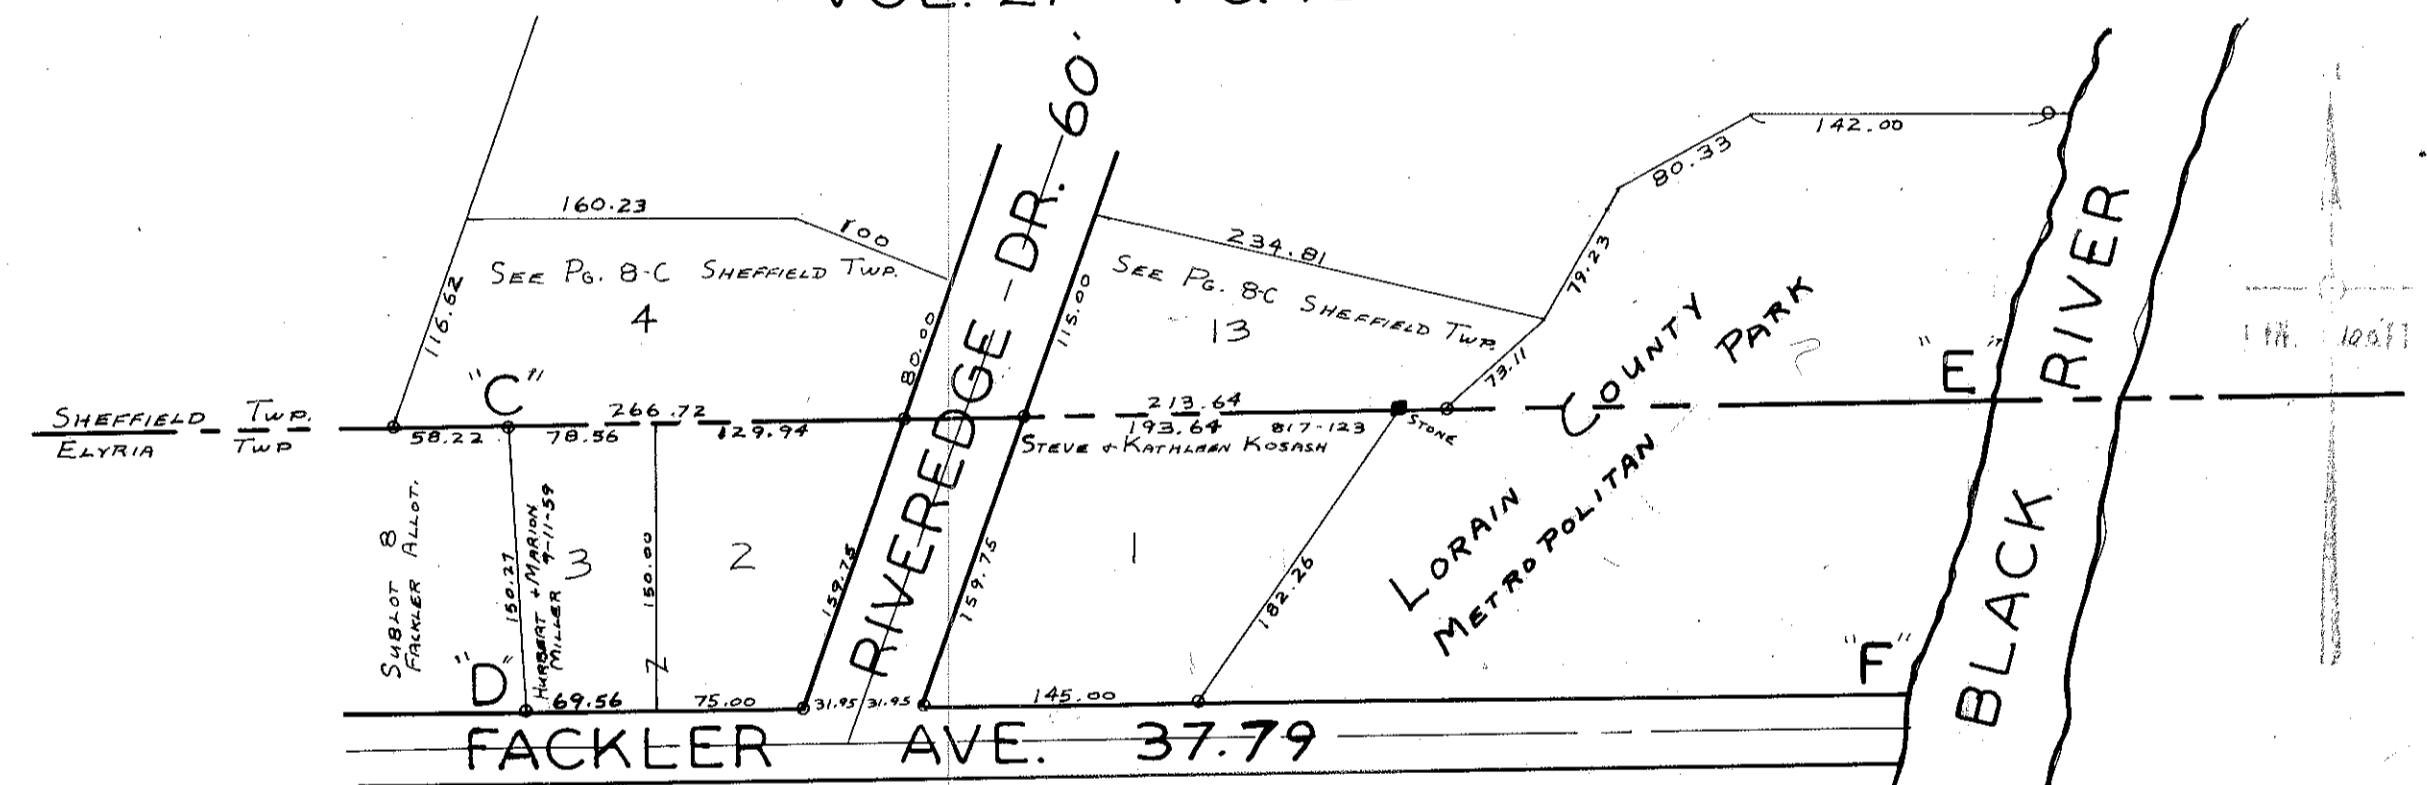 RIVEREDGE - DR. 60'
142.00
80.33
160.23
100
234.81
79.23
SEE PG. 8-C SHEFFIELD TWP.
SEE PG. 8-C SHEFFIELD TWP.
116.62
4
80.00
115.00
13
73.11
COUNTY
PARK
"E"
BLACK RIVER
"C"
SHEFFIELD TWP.
ELYRIA TWP
266.72
58.22
78.56
129.94
213.64
193.64
817-123
STONE
STEVE & KATHLEEN KOSASH
SUBLOT 8
FACKLER ALLOT.
150.27
HURBERT & MARION
MILLER 9-11-59
3
150.00
2
159.75
159.75
1
182.26
LORAIN
METROPOLITAN
"D"
"F"
69.56
75.00
31.95
31.95
145.00
FACKLER AVE. 37.79